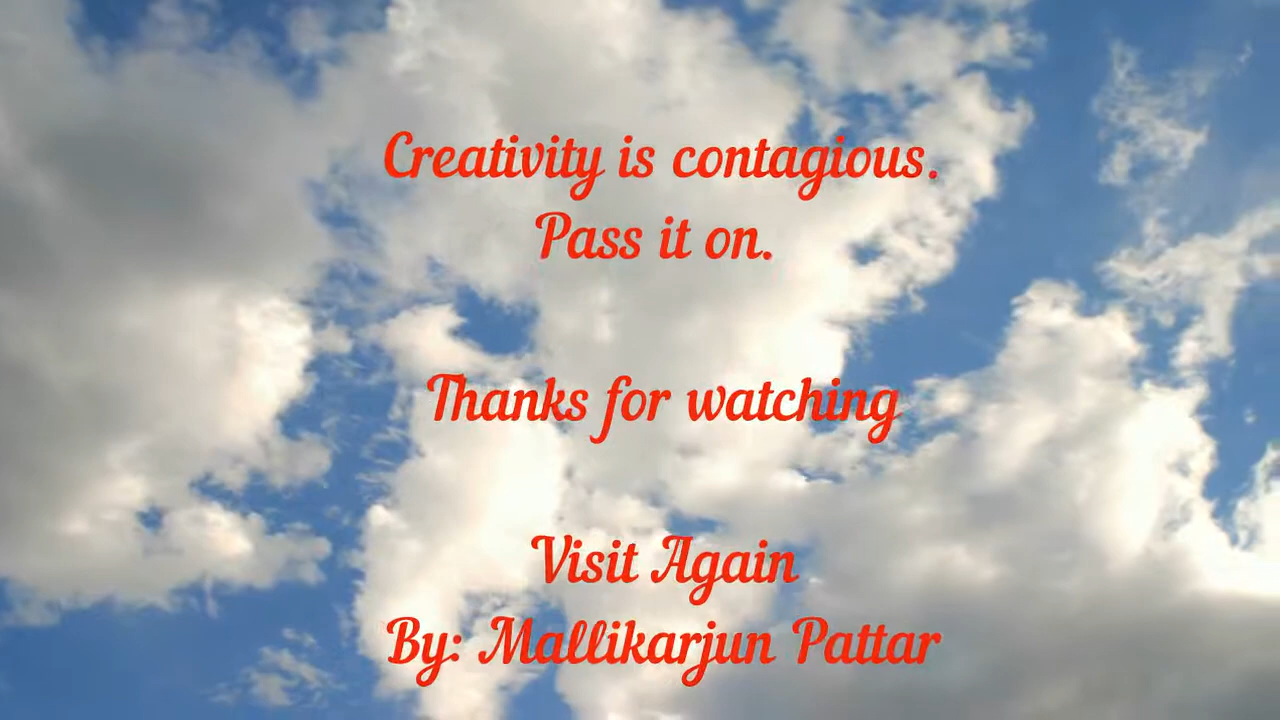 Creativity is contagious.
Pass it on.
Thanks for watching
Visit Again
By: Mallikarjun Pattar